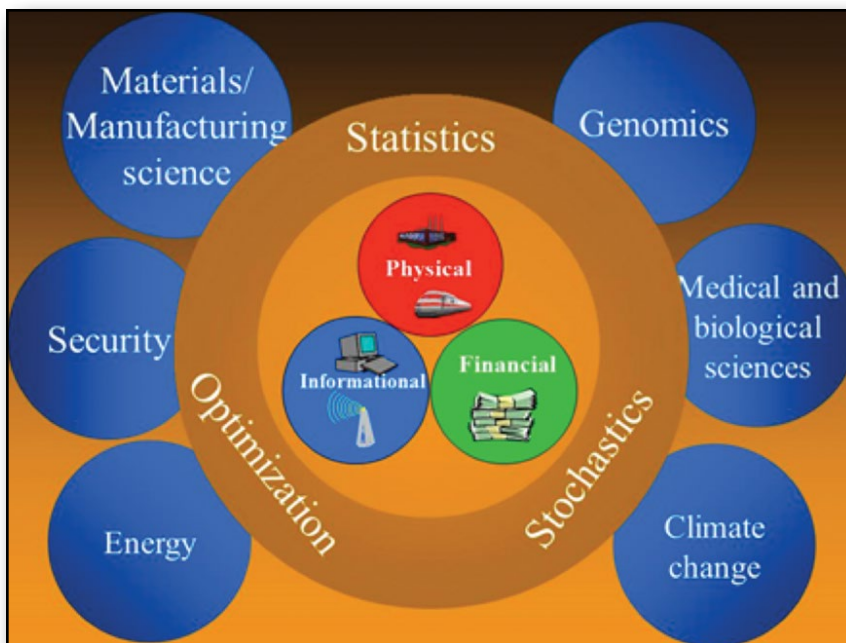 Materials/
Manufacturing
science
Statistics
Genomics
Physical
Security
Medical and
biological
sciences
Informational
Financial
Optimization
Stochastics
Energy
Climate
change